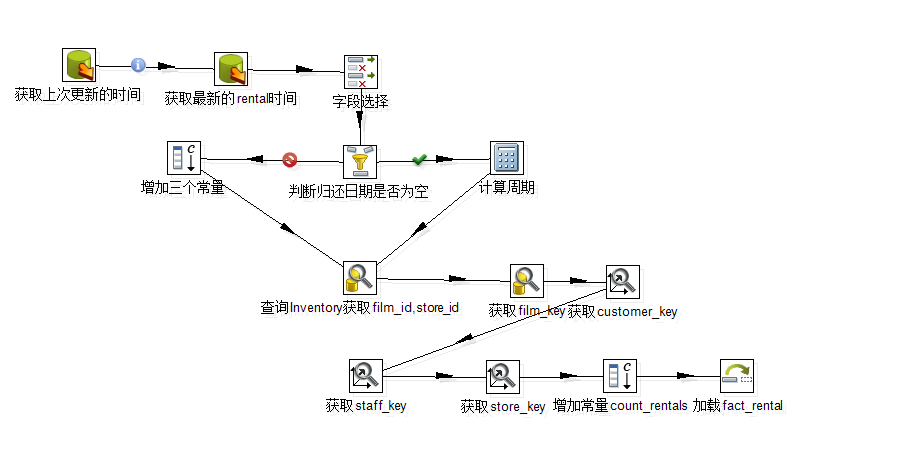 获取上次更新的时间
获取最新的rental时间
字段选择
增加三个常量
判断归还日期是否为空
计算周期
查询Inventory获取film_id,store_id
获取film_key
获取customer_key
获取staff_key
获取store_key
增加常量count_rentals
加载fact_rental